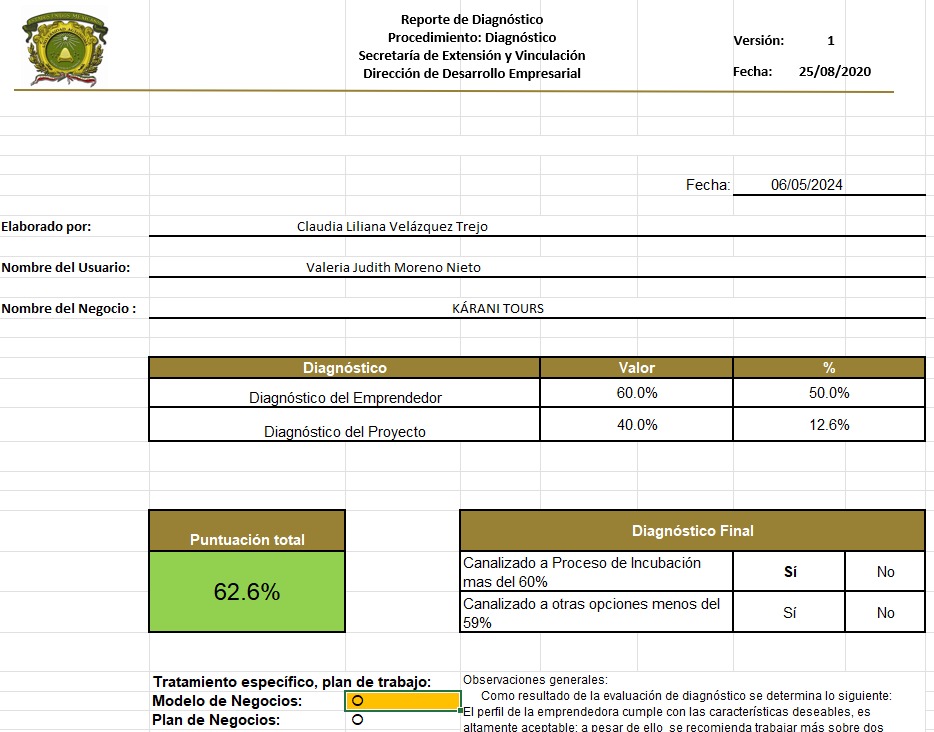 Reporte de Diagnóstico
Procedimiento: Diagnóstico
Secretaría de Extensión y Vinculación
Dirección de Desarrollo Empresarial
Versión: 1
Fecha: 25/08/2020
Fecha: 06/05/2024
Elaborado por: Claudia Liliana Velázquez Trejo
Nombre del Usuario: Valeria Judith Moreno Nieto
Nombre del Negocio : KÁRANI TOURS
Diagnóstico Valor %
Diagnóstico del Emprendedor 60.0% 50.0%
Diagnóstico del Proyecto 40.0% 12.6%
Puntuación total
62.6%
Diagnóstico Final
Canalizado a Proceso de Incubación
mas del 60% Sí No
Canalizado a otras opciones menos del
59% Sí No
Tratamiento específico, plan de trabajo:
Modelo de Negocios: O
Plan de Negocios: O
Observaciones generales:
Como resultado de la evaluación de diagnóstico se determina lo siguiente:
El perfil de la emprendedora cumple con las características deseables, es
altamente aceptable; a pesar de ello se recomienda trabajar más sobre dos